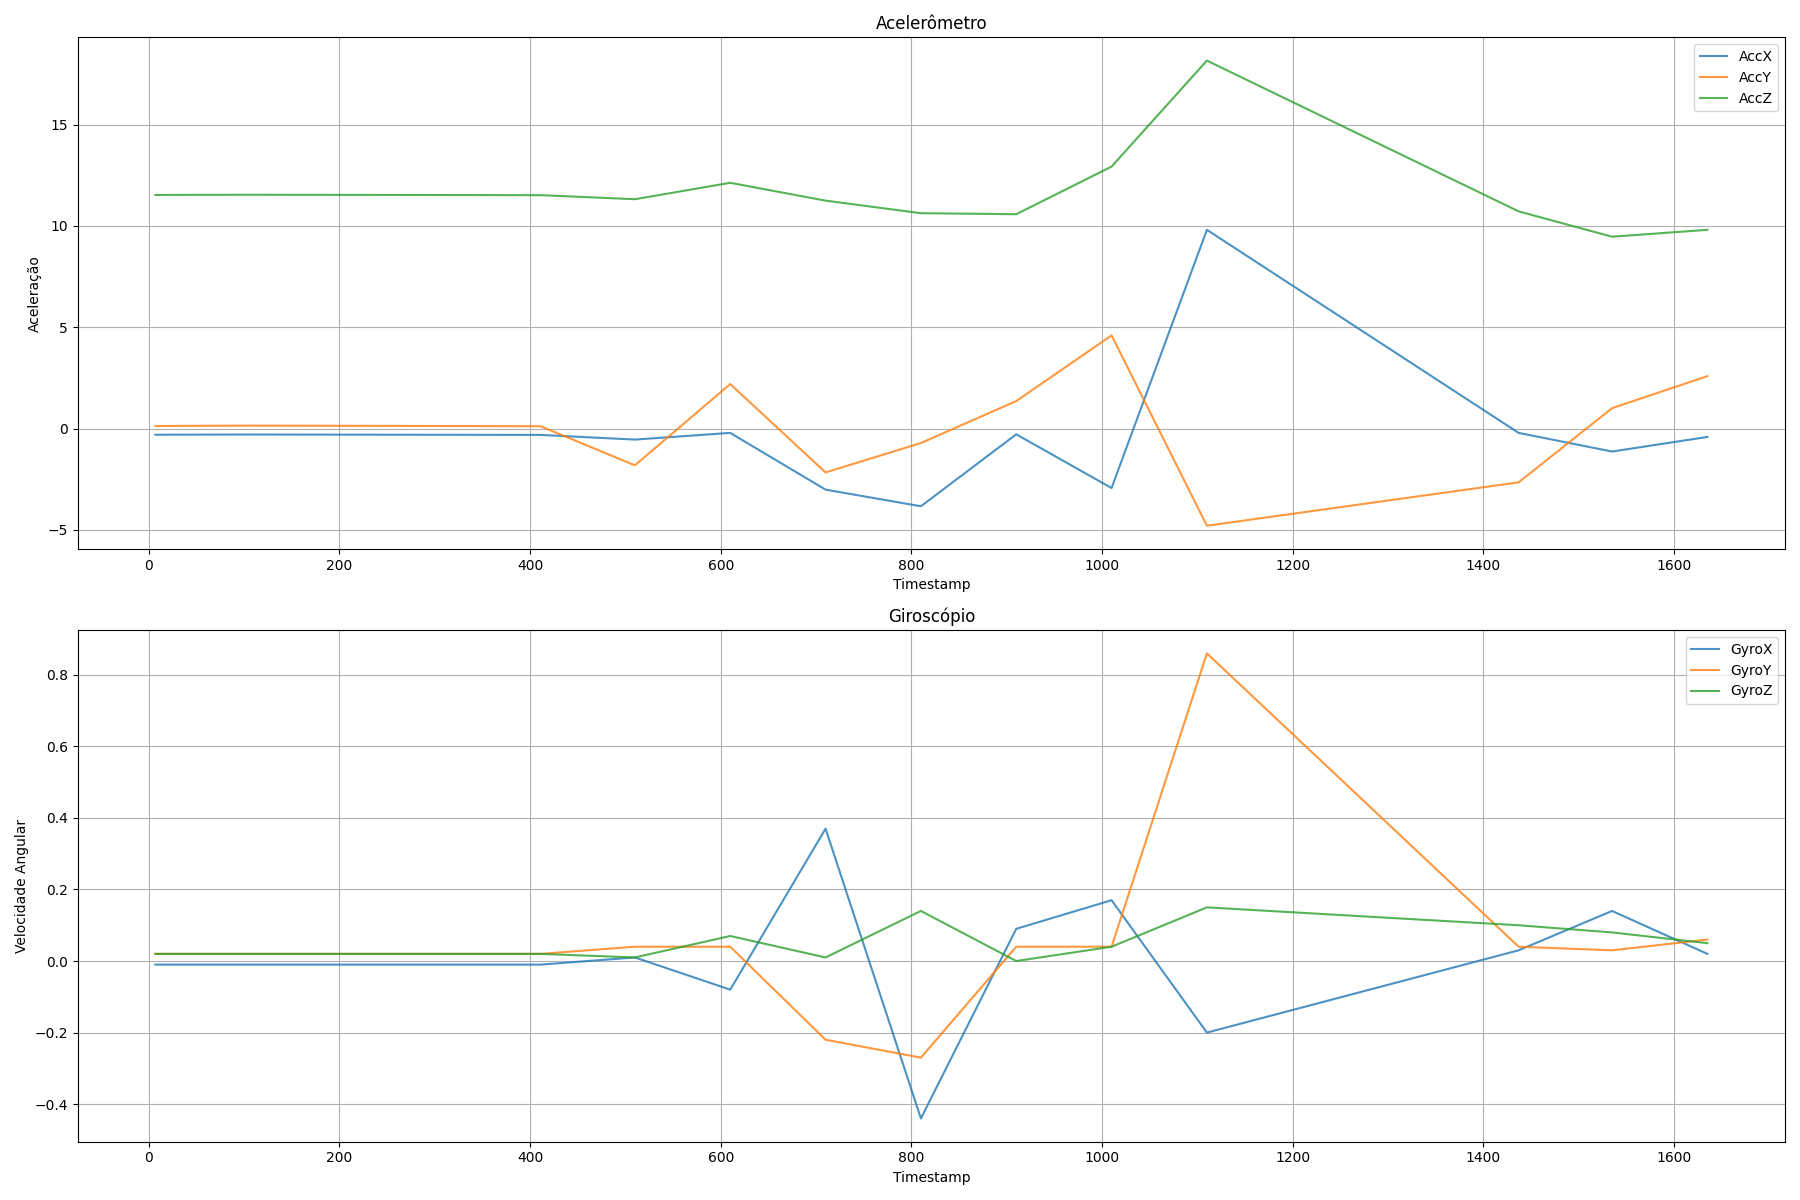 Acelerômetro
AccX
AccY
AccZ
15
10
5
0
−5
Aceleração
0 200 400 600 800 1000 1200 1400 1600
Timestamp
Giroscópio
GyroX
GyroY
GyroZ
0.8
0.6
0.4
0.2
0.0
−0.2
−0.4
Velocidade Angular
0 200 400 600 800 1000 1200 1400 1600
Timestamp